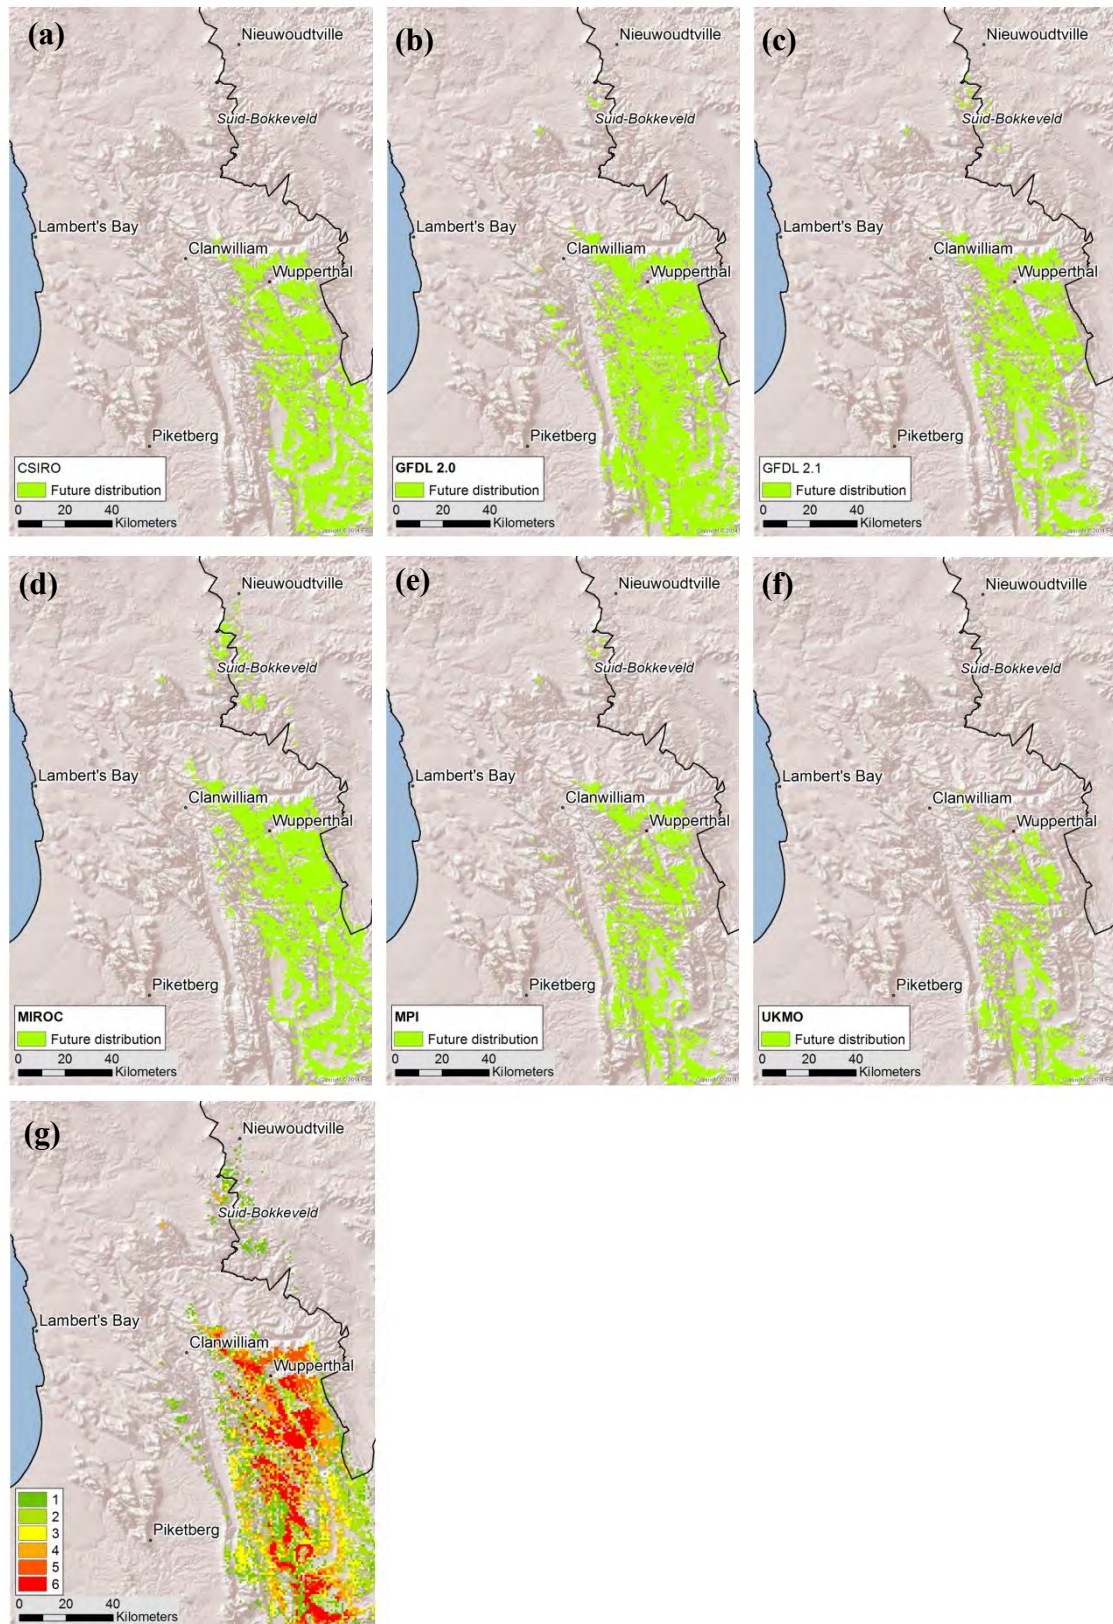 (a)
Nieuwoudtville
Suid-Bokkeveld
Lambert's Bay
Clanwilliam
Wupperthal
Piketberg
CSIRO
Future distribution
0 20 40
Kilometers
(b)
Nieuwoudtville
Suid-Bokkeveld
Lambert's Bay
Clanwilliam
Wupperthal
Piketberg
GFDL 2.0
Future distribution
0 20 40
Kilometers
(c)
Nieuwoudtville
Suid-Bokkeveld
Lambert's Bay
Clanwilliam
Wupperthal
Piketberg
GFDL 2.1
Future distribution
0 20 40
Kilometers
(d)
Nieuwoudtville
Suid-Bokkeveld
Lambert's Bay
Clanwilliam
Wupperthal
Piketberg
MIROC
Future distribution
0 20 40
Kilometers
(e)
Nieuwoudtville
Suid-Bokkeveld
Lambert's Bay
Clanwilliam
Wupperthal
Piketberg
MPI
Future distribution
0 20 40
Kilometers
(f)
Nieuwoudtville
Suid-Bokkeveld
Lambert's Bay
Clanwilliam
Wupperthal
Piketberg
UKMO
Future distribution
0 20 40
Kilometers
(g)
Nieuwoudtville
Suid-Bokkeveld
Lambert's Bay
Clanwilliam
Wupperthal
Piketberg
1
2
3
4
5
6
0 20 40
Kilometers